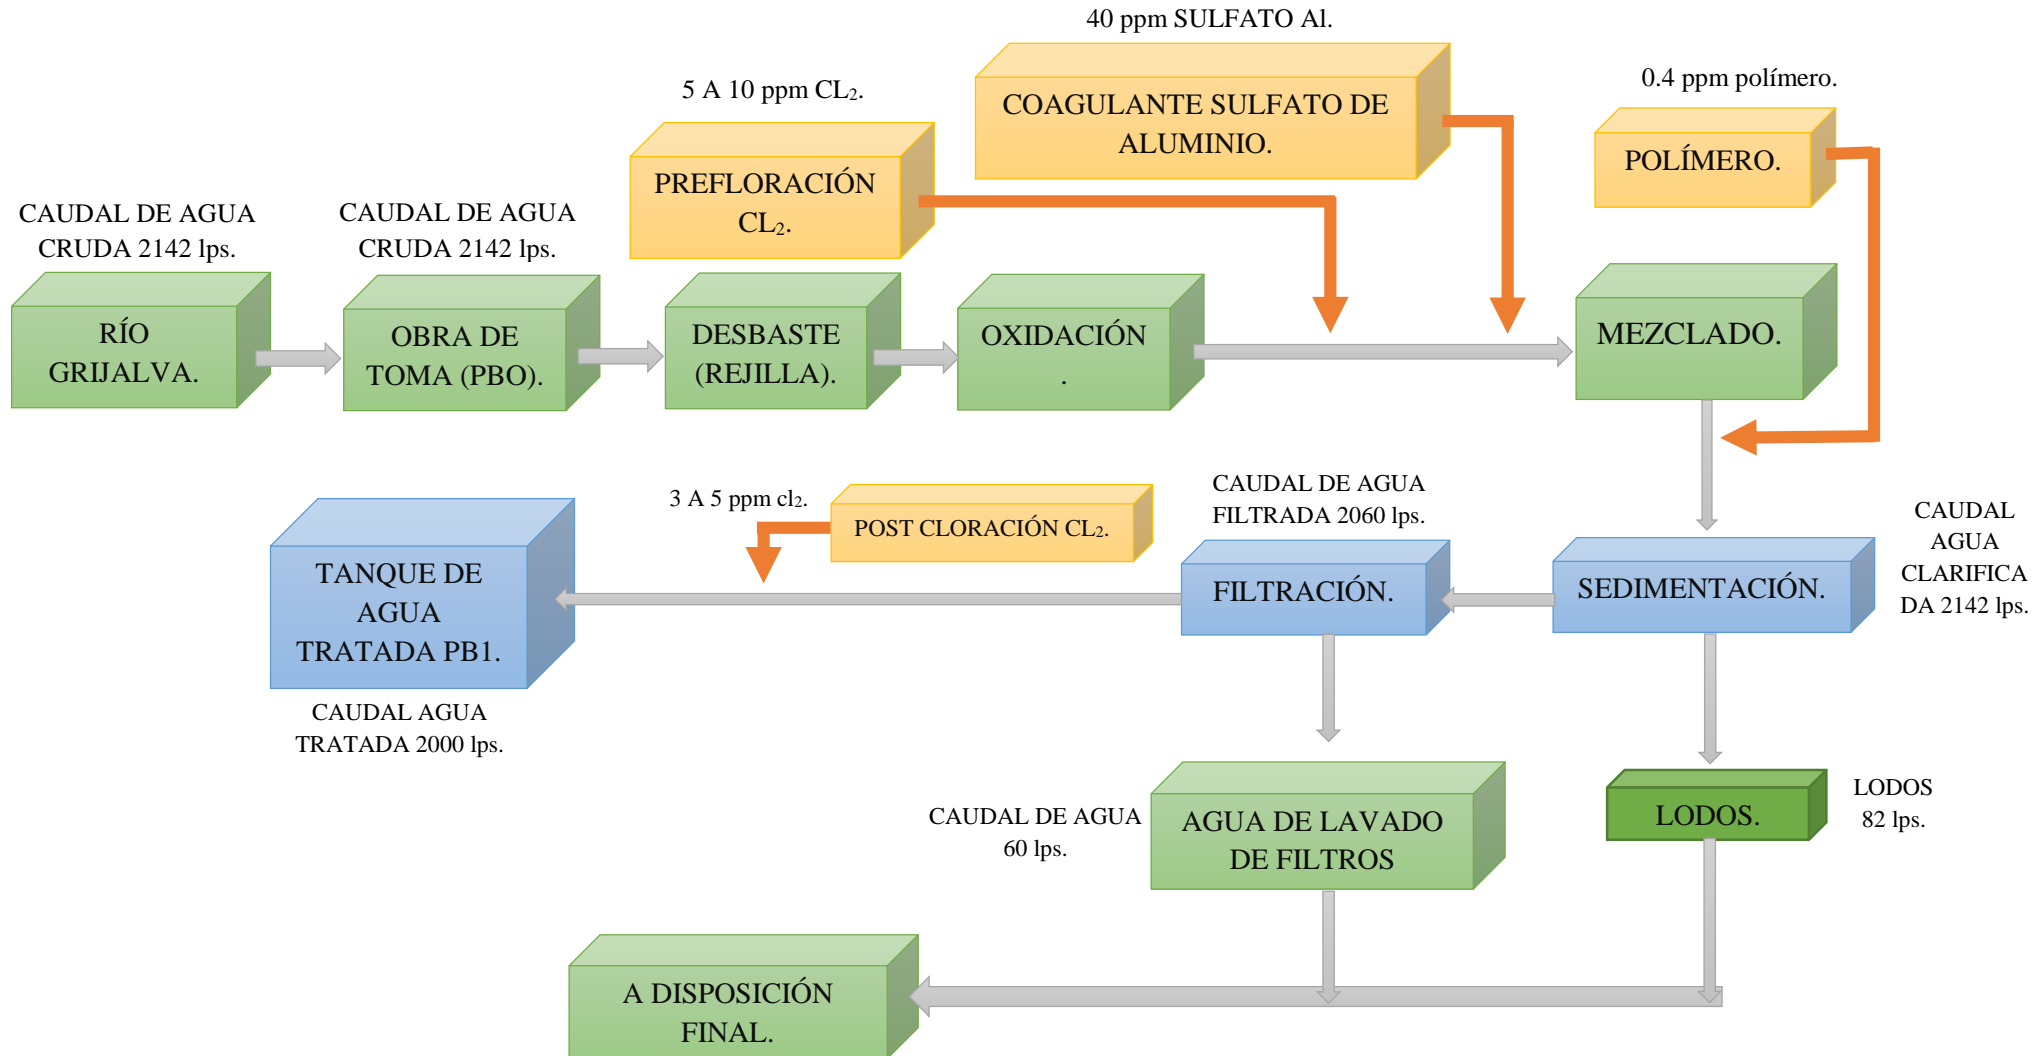 40 ppm SULFATO Al.
5 A 10 ppm CL₂.
COAGULANTE SULFATO DE
ALUMINIO.
0.4 ppm polímero.
POLÍMERO.
PREFLORACIÓN
CL₂.
CAUDAL DE AGUA
CRUDA 2142 lps.
CAUDAL DE AGUA
CRUDA 2142 lps.
RÍO
GRIJALVA.
OBRA DE
TOMA (PBO).
DESBASTE
(REJILLA).
OXIDACIÓN
.
MEZCLADO.
3 A 5 ppm cl₂.
POST CLORACIÓN CL₂.
CAUDAL DE AGUA
FILTRADA 2060 lps.
CAUDAL
AGUA
CLARIFICA
DA 2142 lps.
TANQUE DE
AGUA
TRATADA PB1.
FILTRACIÓN.
SEDIMENTACIÓN.
CAUDAL AGUA
TRATADA 2000 lps.
CAUDAL DE AGUA
60 lps.
AGUA DE LAVADO
DE FILTROS
LODOS.
LODOS
82 lps.
A DISPOSICIÓN
FINAL.